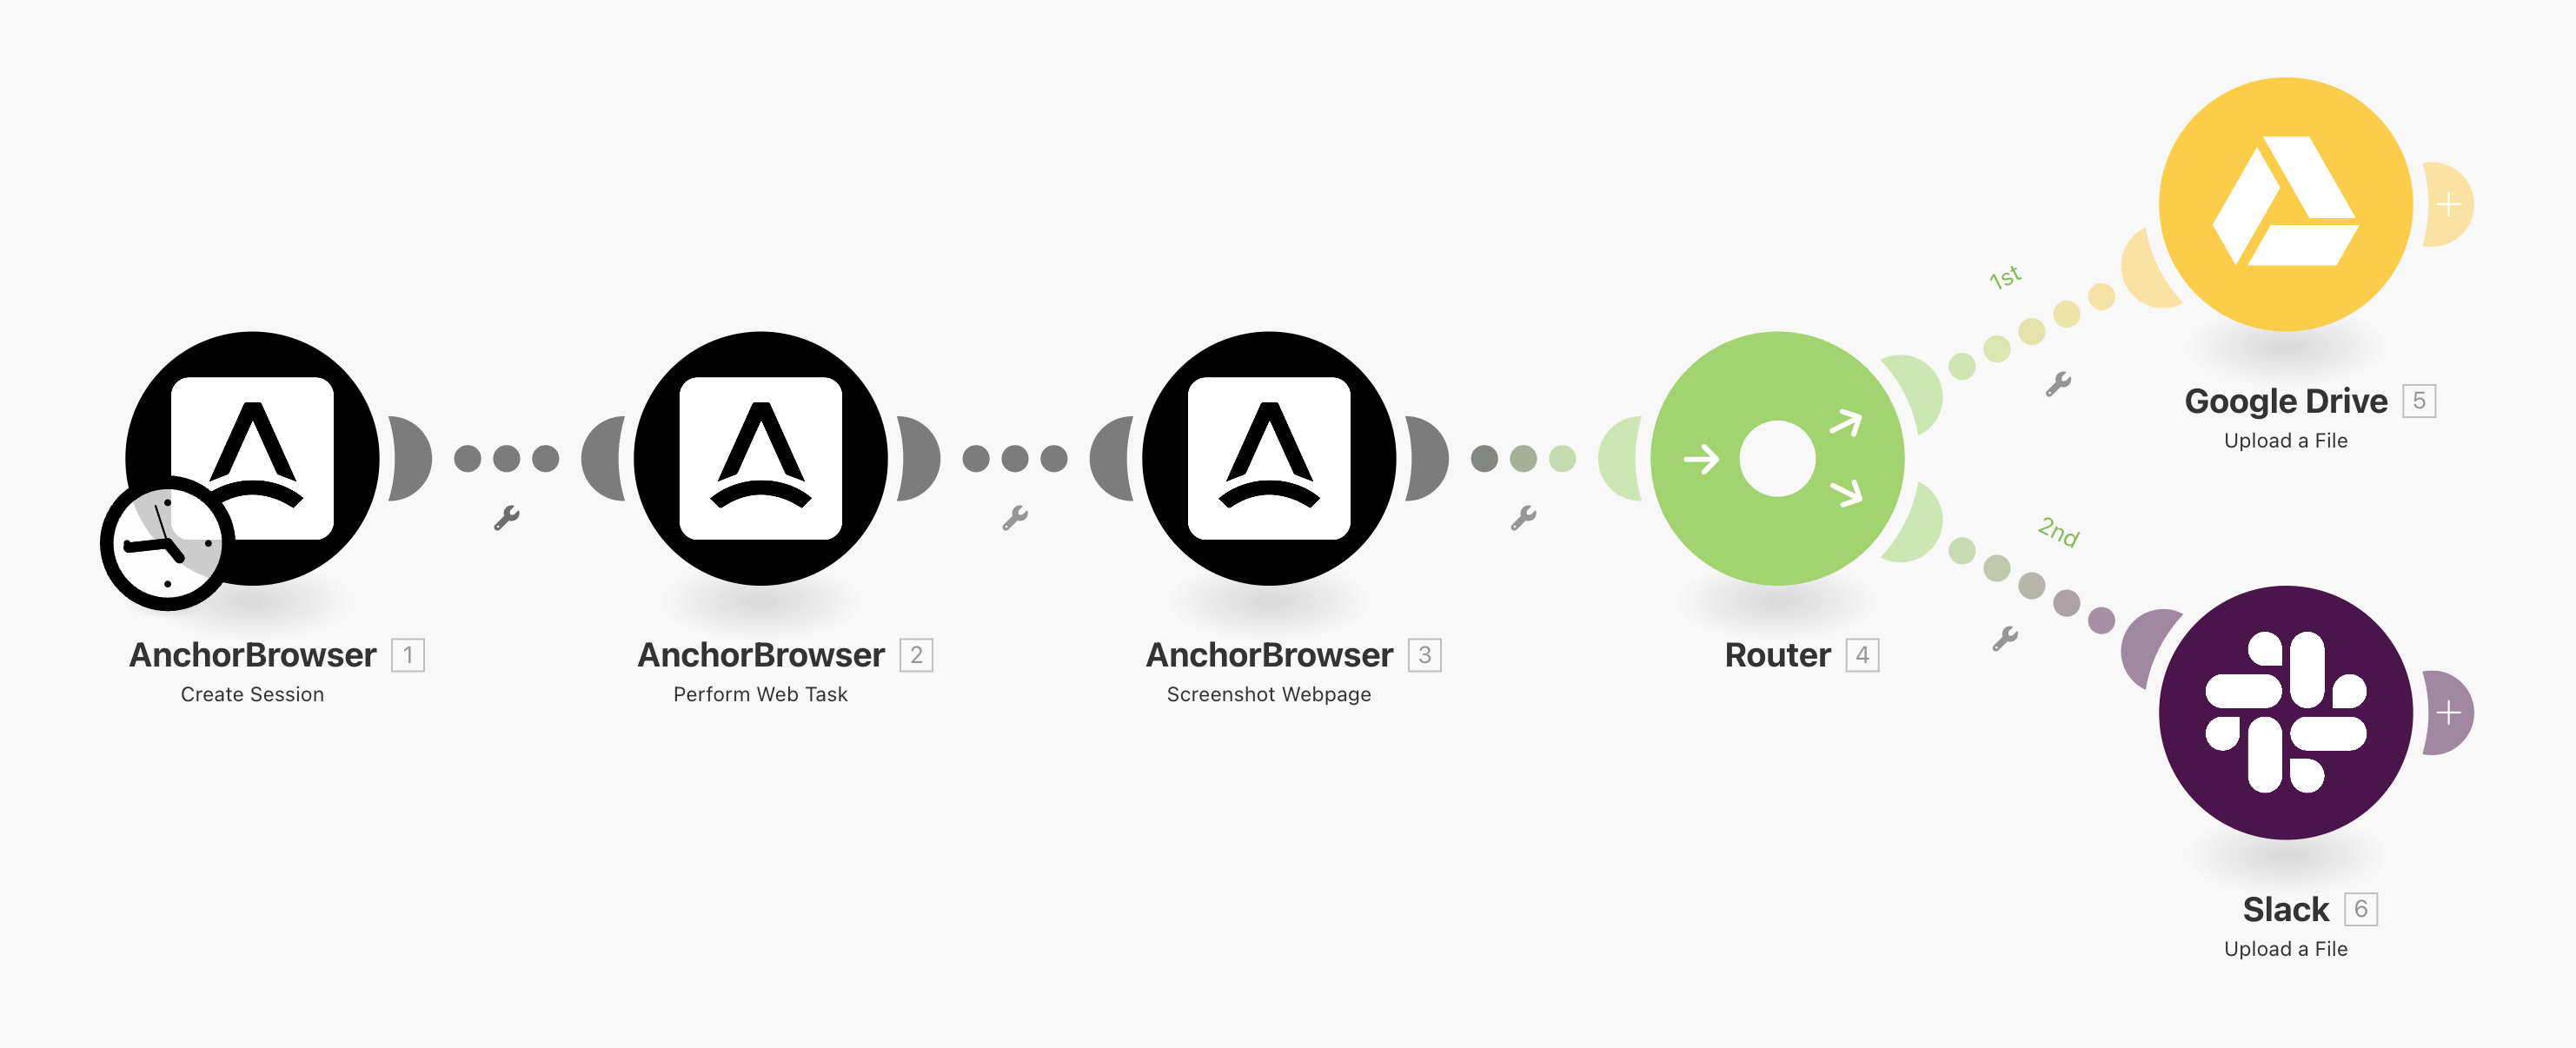 AnchorBrowser 1
Create Session
AnchorBrowser 2
Perform Web Task
AnchorBrowser 3
Screenshot Webpage
Router 4
1st
Google Drive 5
Upload a File
2nd
Slack 6
Upload a File